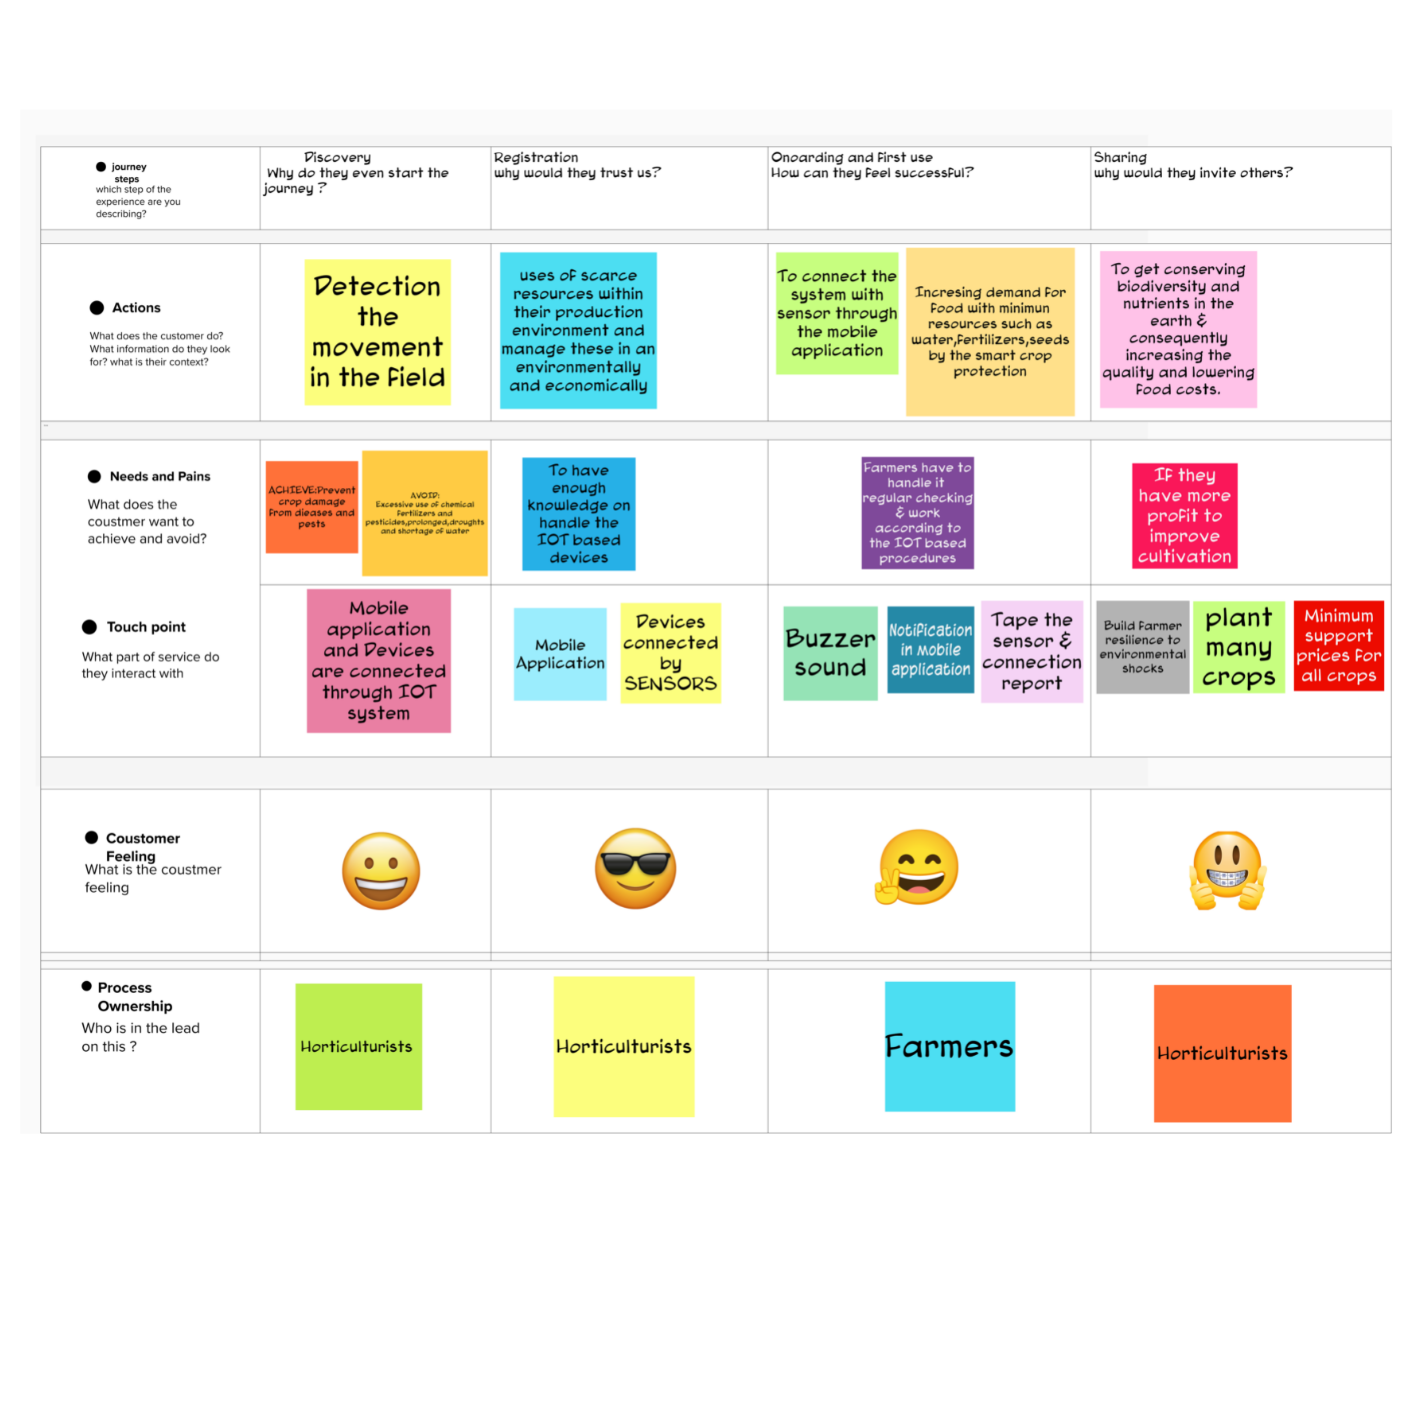 journey
steps
which step of the
experience are you
describing?
Discovery
Why do they even start the
journey ?
Registration
why would they trust us?
Onoarding and first use
How can they feel successful?
Sharing
why would they invite others?
Actions
What does the customer do?
What information do they look
for? what is their context?
Detection
the
movement
in the field
uses of scarce
resources within
their production
environment and
manage these in an
environmentally
and economically
To connect the
system with
sensor through
the mobile
application
Incresing demand for
food with minimun
resources such as
water,fertilizers,seeds
by the smart crop
protection
To get conserving
biodiversity and
nutrients in the
earth &
consequently
increasing the
quality and lowering
food costs.
Needs and Pains
What does the
coustmer want to
achieve and avoid?
ACHIEVE:Prevent
crop damage
from dieases and
pests
AVOID:
Excessive use of chemical
fertilizers and
pesticides,prolonged,droughts
and shortage of water
To have
enough
knowledge on
handle the
IOT based
devices
Farmers have to
handle it
regular checking
& work
according to
the IOT based
procedures
If they
have more
profit to
improve
cultivation
Touch point
What part of service do
they interact with
Mobile
application
and Devices
are connected
through IOT
system
Mobile
Application
Devices
connected
by
SENSORS
Buzzer
sound
Notification
in mobile
application
Tape the
sensor &
connection
report
Build farmer
resilience to
environmental
shocks
plant
many
crops
Minimum
support
prices for
all crops
Coustomer
Feeling
What is the coustmer
feeling
Process
Ownership
Who is in the lead
on this ?
Horticulturists
Horticulturists
Farmers
Horticulturists